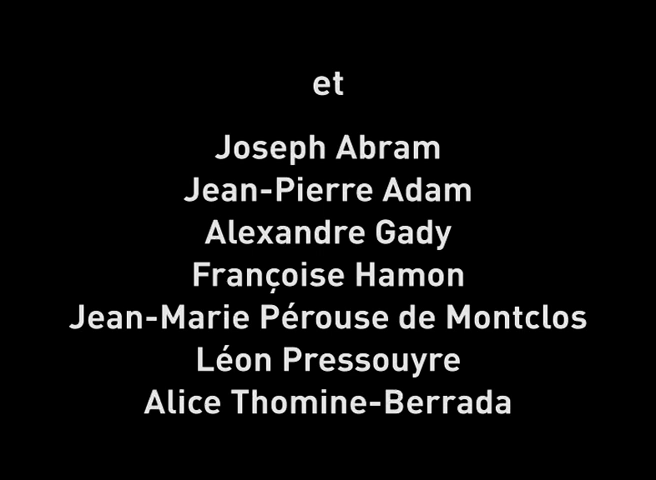 et
Joseph Abram
Jean-Pierre Adam
Alexandre Gady
Françoise Hamon
Jean-Marie Pérouse de Montclos
Léon Pressouyre
Alice Thomine-Berrada